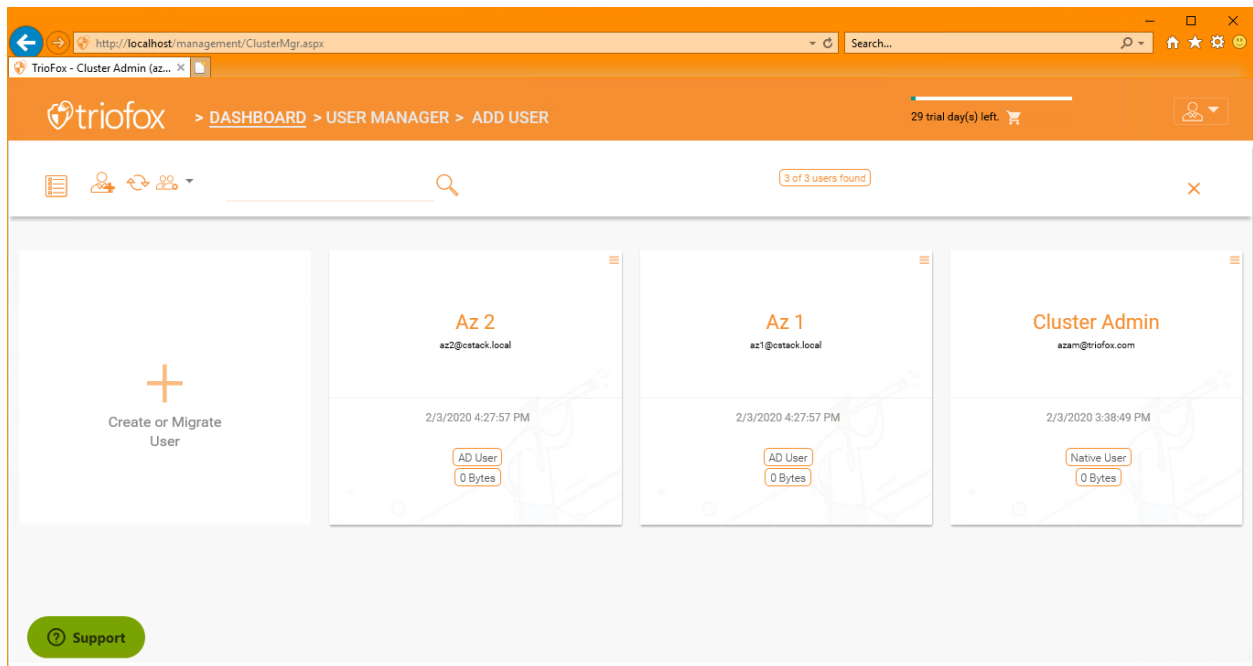 http://localhost/management/ClusterMgr.aspx
Search...
TrioFox - Cluster Admin (az...
triofox > DASHBOARD > USER MANAGER > ADD USER
29 trial day(s) left.
3 of 3 users found
Create or Migrate
User
Az 2
az2@cstack.local
2/3/2020 4:27:57 PM
AD User
0 Bytes
Az 1
az1@cstack.local
2/3/2020 4:27:57 PM
AD User
0 Bytes
Cluster Admin
azam@triofox.com
2/3/2020 3:38:49 PM
Native User
0 Bytes
Support